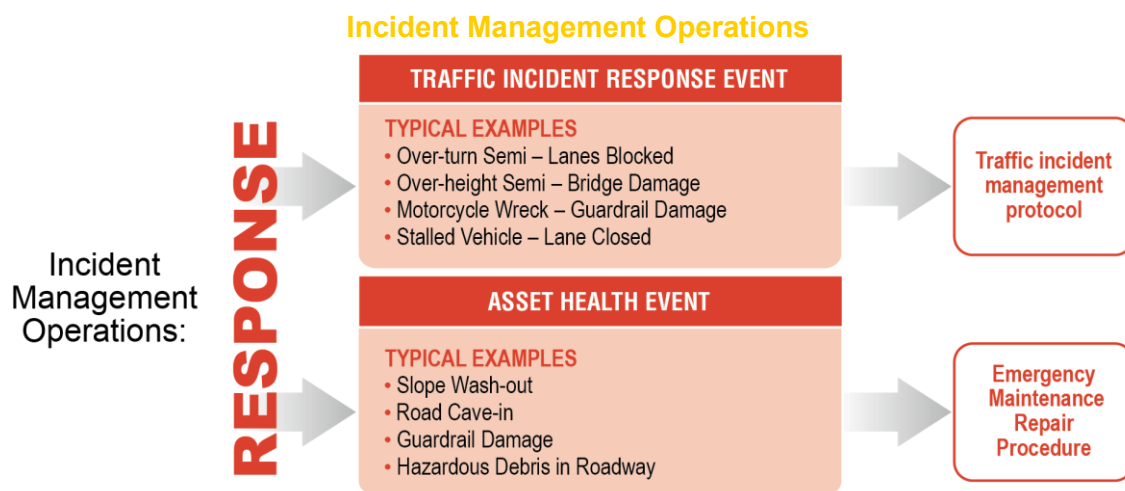 Incident Management Operations
Incident
Management
Operations:
RESPONSE
TRAFFIC INCIDENT RESPONSE EVENT
TYPICAL EXAMPLES
• Over-turn Semi – Lanes Blocked
• Over-height Semi – Bridge Damage
• Motorcycle Wreck – Guardrail Damage
• Stalled Vehicle – Lane Closed
Traffic incident
management
protocol
ASSET HEALTH EVENT
TYPICAL EXAMPLES
• Slope Wash-out
• Road Cave-in
• Guardrail Damage
• Hazardous Debris in Roadway
Emergency
Maintenance
Repair
Procedure